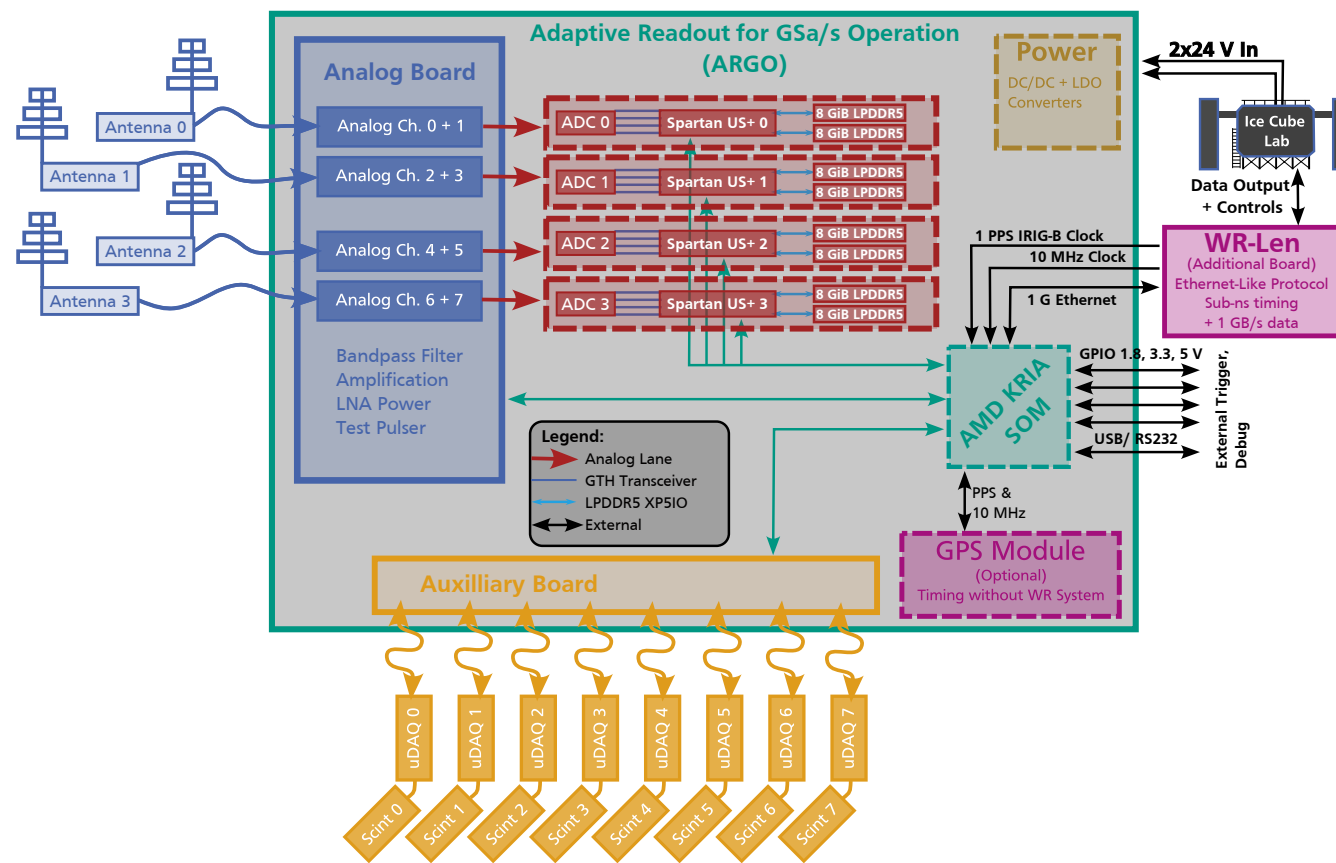 Adaptive Readout for GSa/s Operation
(ARGO)
Power
DC/DC + LDO
Converters
2x24 V In
Ice Cube
Lab
Data Output
+ Controls
Analog Board
Antenna 0
Antenna 1
Antenna 2
Antenna 3
Analog Ch. 0 + 1
Analog Ch. 2 + 3
Analog Ch. 4 + 5
Analog Ch. 6 + 7
Bandpass Filter
Amplification
LNA Power
Test Pulser
ADC 0
Spartan US+ 0
8 GiB LPDDR5
8 GiB LPDDR5
ADC 1
Spartan US+ 1
8 GiB LPDDR5
8 GiB LPDDR5
ADC 2
Spartan US+ 2
8 GiB LPDDR5
8 GiB LPDDR5
ADC 3
Spartan US+ 3
8 GiB LPDDR5
8 GiB LPDDR5
1 PPS IRIG-B Clock
10 MHz Clock
1 G Ethernet
WR-Len
(Additional Board)
Ethernet-Like Protocol
Sub-ns timing
+ 1 GB/s data
AMD KRIA
SOM
GPIO 1.8, 3.3, 5 V
USB/ RS232
External Trigger,
Debug
Legend:
Analog Lane
GTH Transceiver
LPDDR5 XP5IO
External
PPS &
10 MHz
GPS Module
(Optional)
Timing without WR System
Auxilliary Board
uDAQ 0
uDAQ 1
uDAQ 2
uDAQ 3
uDAQ 4
uDAQ 5
uDAQ 6
uDAQ 7
Scint 0
Scint 1
Scint 2
Scint 3
Scint 4
Scint 5
Scint 6
Scint 7